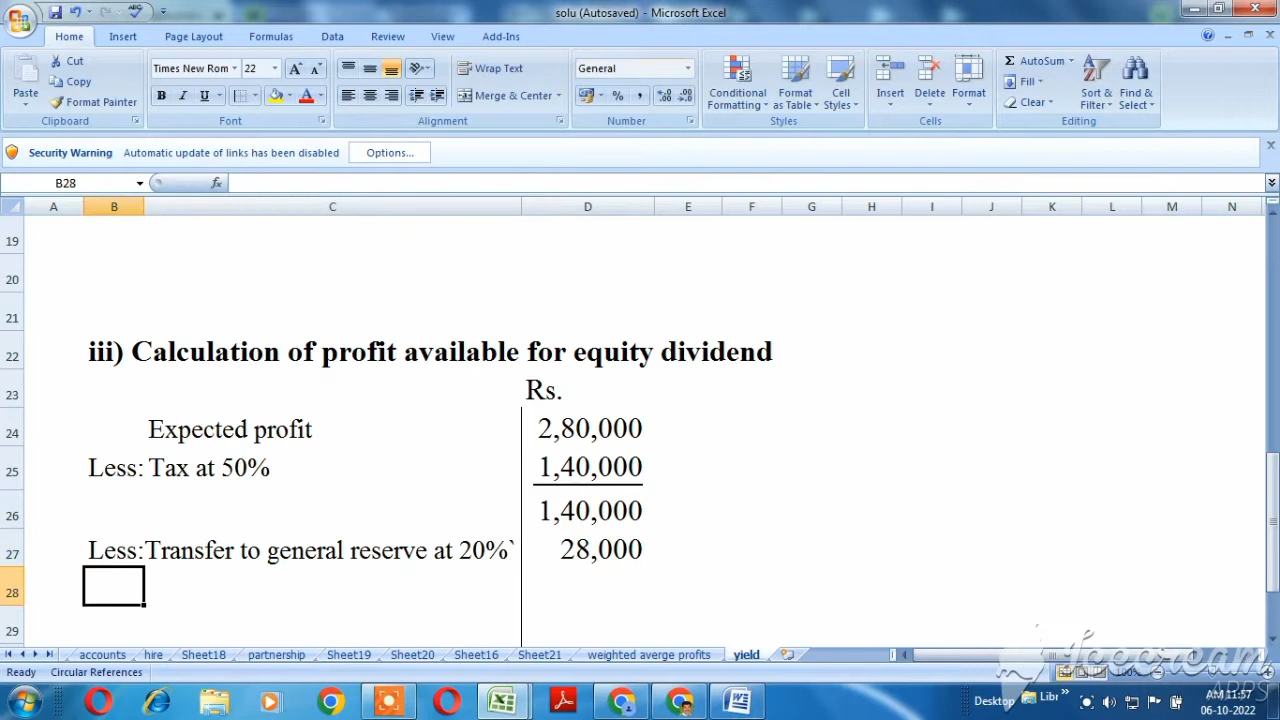 solu (Autosaved) - Microsoft Excel
Home Insert Page Layout Formulas Data Review View Add-Ins
Paste
Cut
Copy
Format Painter
Clipboard
Times New Rom 22
B I U
Font
Wrap Text
Merge & Center
Alignment
General
Number
Conditional Formatting
Format as Table
Cell Styles
Styles
Insert Delete Format
Cells
Σ AutoSum
Fill
Clear
Sort & Filter
Find & Select
Editing
Security Warning Automatic update of links has been disabled Options...
B28 fx
A B C D E F G H I J K L M N
19
20
21
22 iii) Calculation of profit available for equity dividend
23 Rs.
24 Expected profit 2,80,000
25 Less: Tax at 50% 1,40,000
26 1,40,000
27 Less:Transfer to general reserve at 20%` 28,000
28
29
accounts hire Sheet18 partnership Sheet19 Sheet20 Sheet16 Sheet21 weighted averge profits yield
Ready Circular References 100%
Icecream
APPS
Desktop Libr » AM 11:57
06-10-2022